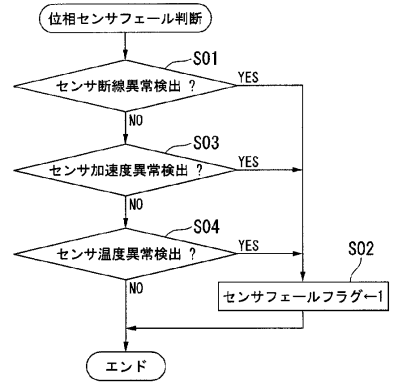 位相センサフェール判断
S01
センサ断線異常検出 ?
YES
NO
S03
センサ加速度異常検出 ?
YES
NO
S04
センサ温度異常検出 ?
YES
NO
S02
センサフェールフラグ←1
エンド